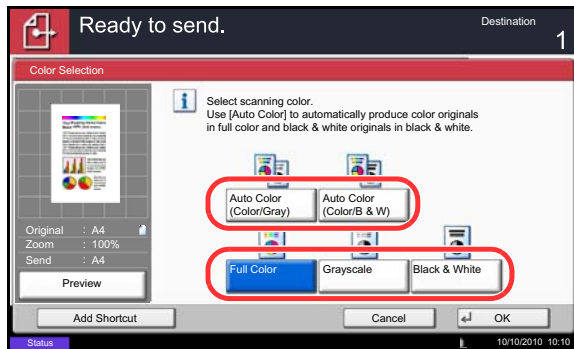 Ready to send.
Destination
1
Color Selection
Select scanning color.
Use [Auto Color] to automatically produce color originals
in full color and black & white originals in black & white.
Auto Color
(Color/Gray)
Auto Color
(Color/B & W)
Original : A4
Zoom : 100%
Send : A4
Preview
Full Color
Grayscale
Black & White
Add Shortcut
Cancel
OK
Status
10/10/2010 10:10